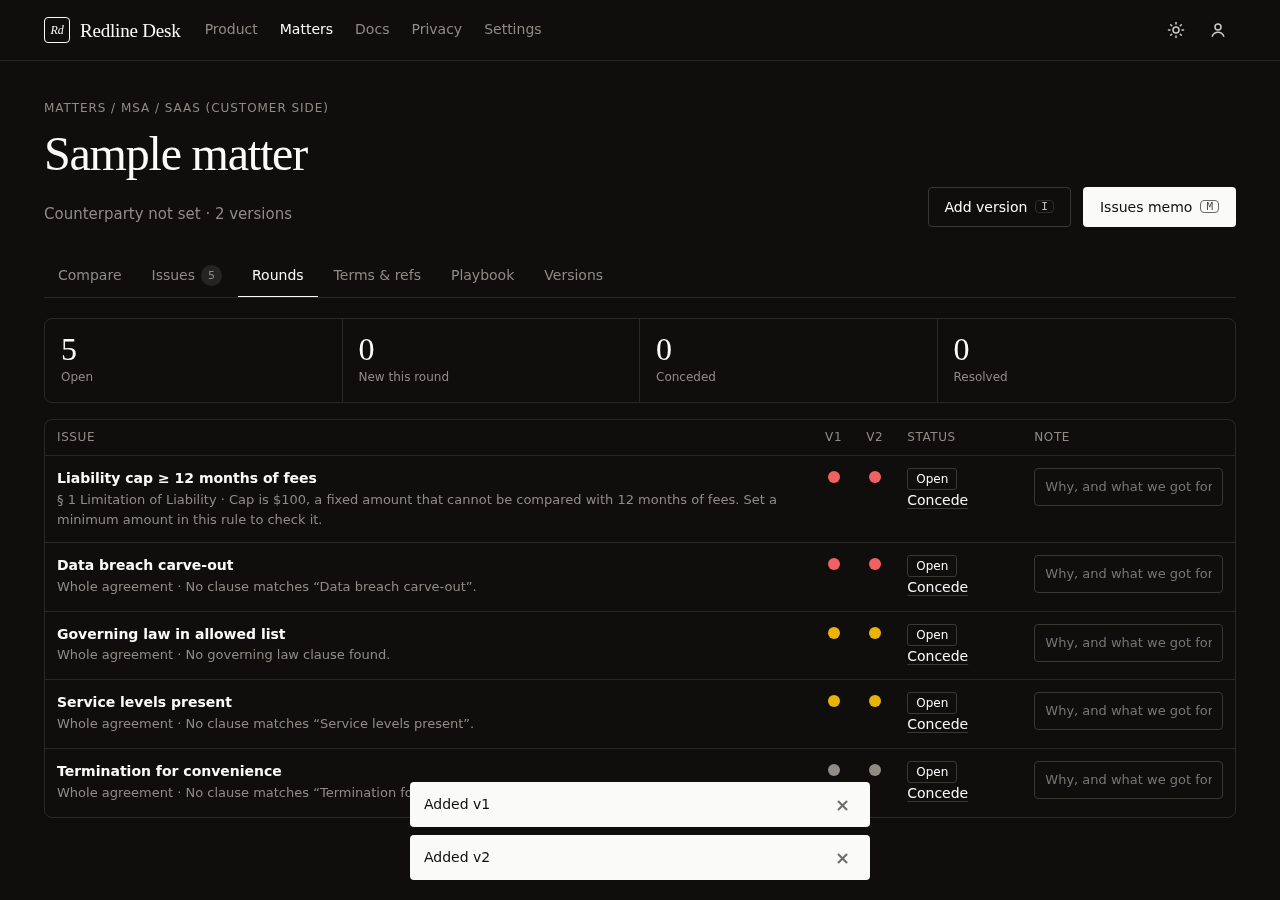 Rd Redline Desk Product Matters Docs Privacy Settings
MATTERS / MSA / SAAS (CUSTOMER SIDE)
Sample matter
Counterparty not set · 2 versions
Add version I Issues memo M
Compare Issues 5 Rounds Terms & refs Playbook Versions
5 0 0 0
Open New this round Conceded Resolved
ISSUE V1 V2 STATUS NOTE
Liability cap ≥ 12 months of fees Open
§ 1 Limitation of Liability · Cap is $100, a fixed amount that cannot be compared with 12 months of fees. Set a Concede Why, and what we got for
minimum amount in this rule to check it.
Data breach carve-out Open
Whole agreement · No clause matches “Data breach carve-out”. Concede Why, and what we got for
Governing law in allowed list Open
Whole agreement · No governing law clause found. Concede Why, and what we got for
Service levels present Open
Whole agreement · No clause matches “Service levels present”. Concede Why, and what we got for
Termination for convenience Open
Whole agreement · No clause matches “Termination Concede Why, and what we got for
Added v1
Added v2